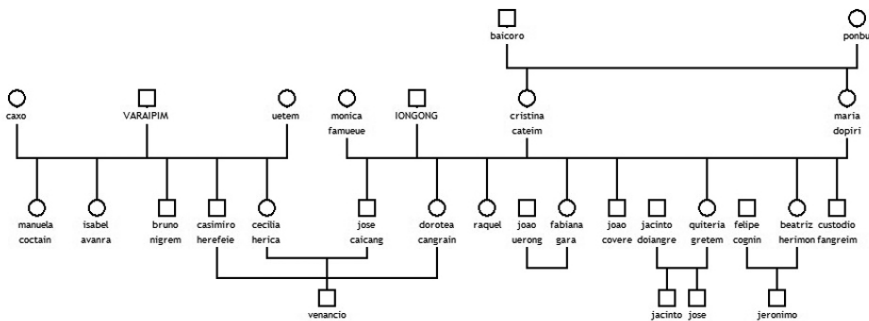 baicoro
ponbu
caxo
VARAIPIM
uetem
monica
famueue
IONGONG
cristina
cateim
maria
dopiri
manuela
coctain
isabel
avanra
bruno
nigrem
casimiro
herefeie
cecilia
herica
jose
caicang
dorotea
cangrain
raquel
joao
uerong
fabiana
gara
joao
covere
jacinto
doiangre
quiteria
gretem
felipe
cognin
beatriz
herimon
custodio
fangreim
venancio
jacinto
jose
jeronimo